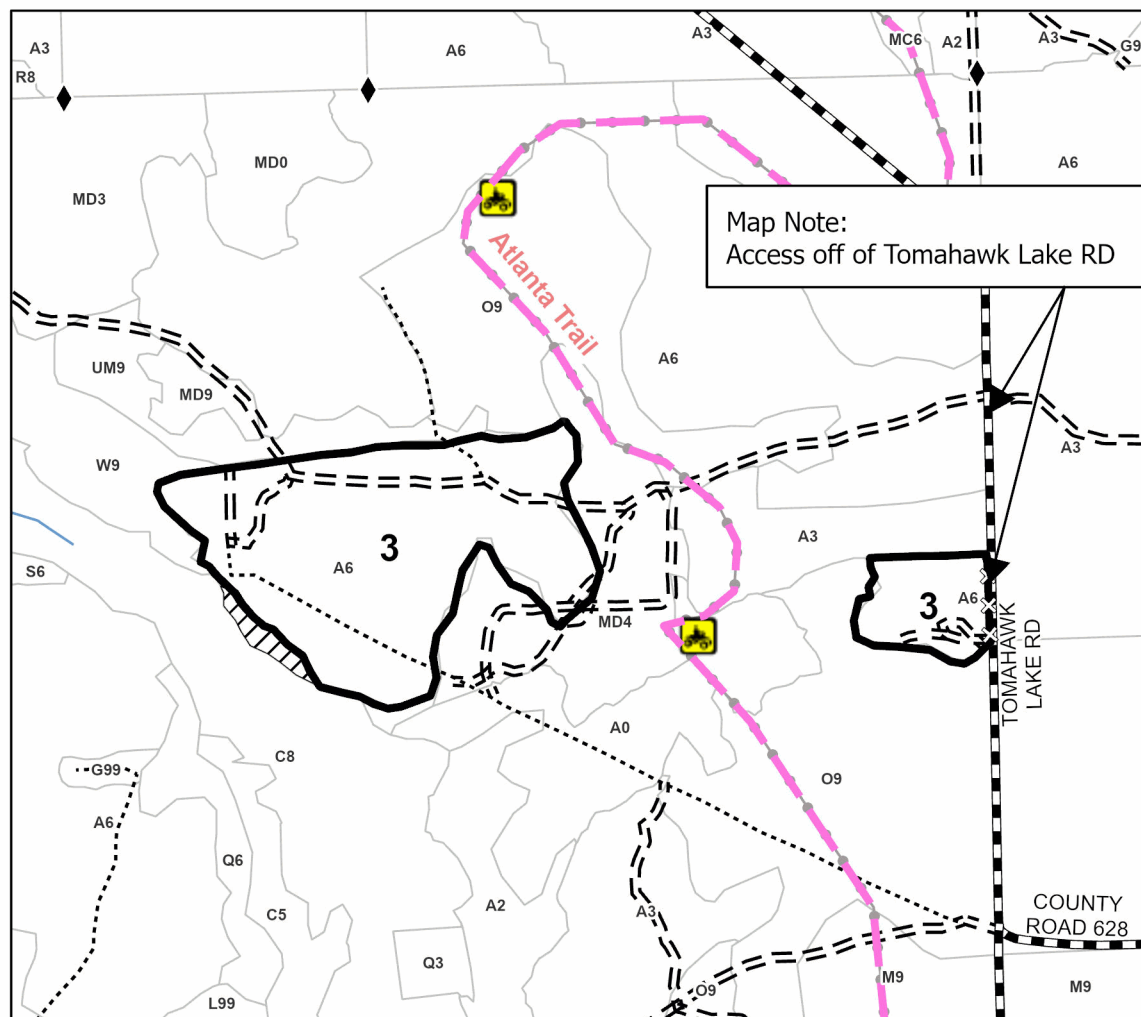 A3
A6
A3
MC6
A2
A3
G9
R8
MD0
A6
MD3
Map Note:
Access off of Tomahawk Lake RD
Atlanta Trail
O9
A6
UM9
MD9
A3
W9
3
A3
S6
A6
A6
3
MD4
TOMAHAWK
LAKE RD
A0
C8
G99
O9
A6
Q6
A2
A3
C5
COUNTY
ROAD 628
Q3
M9
M9
O9
L99